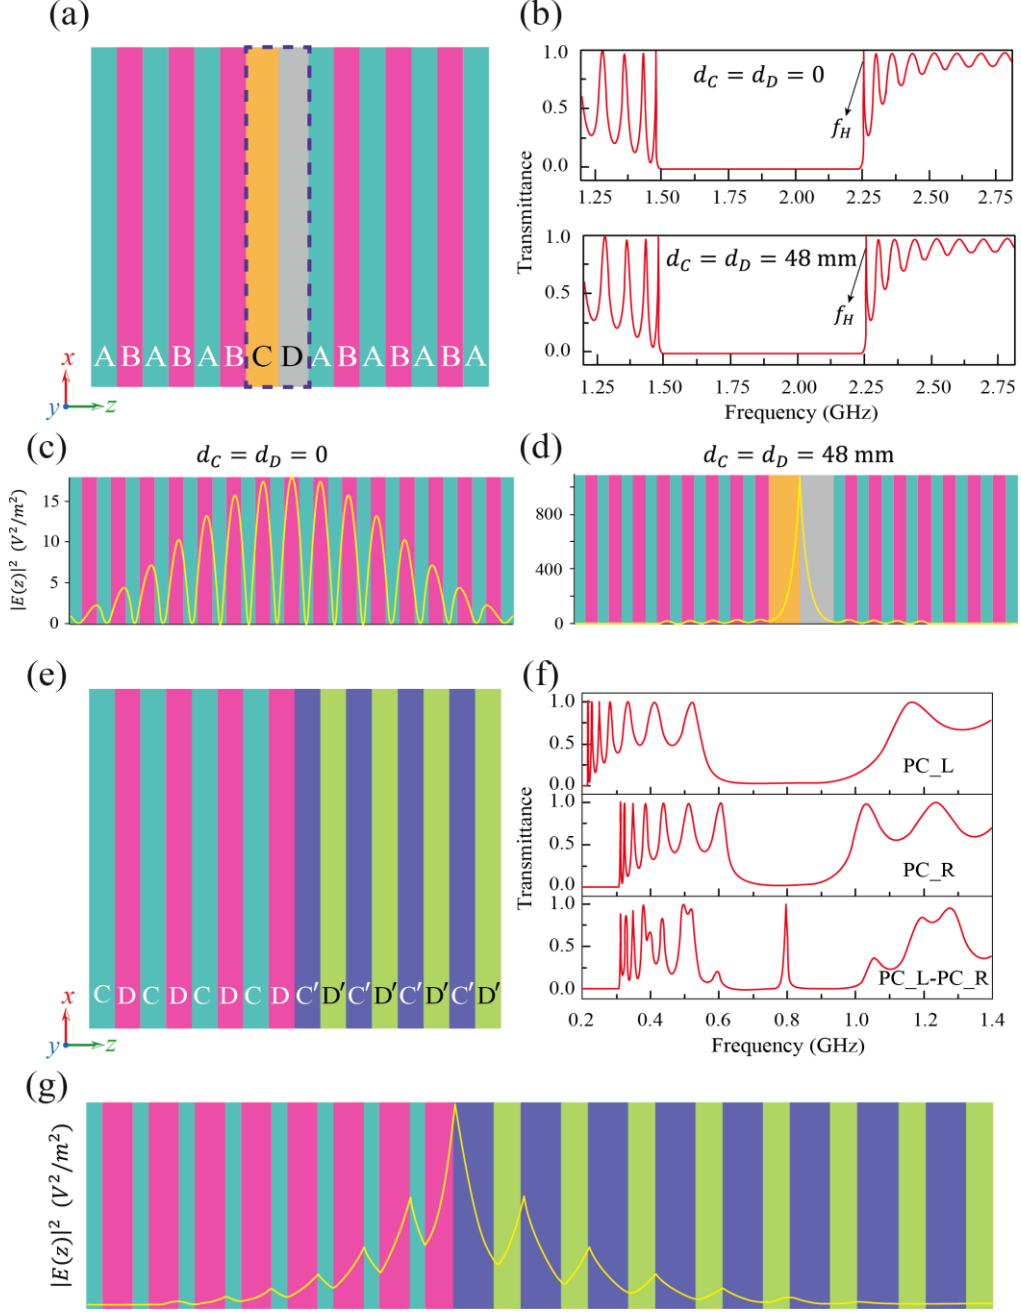 (a)
A B A B A B C D A B A B A B A
x
y z
(b)
Transmittance
1.0
0.5
0.0
d_C = d_D = 0
f_H
1.25 1.50 1.75 2.00 2.25 2.50 2.75
1.0
0.5
0.0
d_C = d_D = 48 mm
f_H
1.25 1.50 1.75 2.00 2.25 2.50 2.75
Frequency (GHz)
(c)
d_C = d_D = 0
|E(z)|² (V²/m²)
15
10
5
0
(d)
d_C = d_D = 48 mm
800
400
0
(e)
C D C D C D C D C′ D′ C′ D′ C′ D′ C′ D′
x
y z
(f)
Transmittance
1.0
0.5
0.0
PC_L
1.0
0.5
0.0
PC_R
1.0
0.5
0.0
PC_L-PC_R
0.2 0.4 0.6 0.8 1.0 1.2 1.4
Frequency (GHz)
(g)
|E(z)|² (V²/m²)